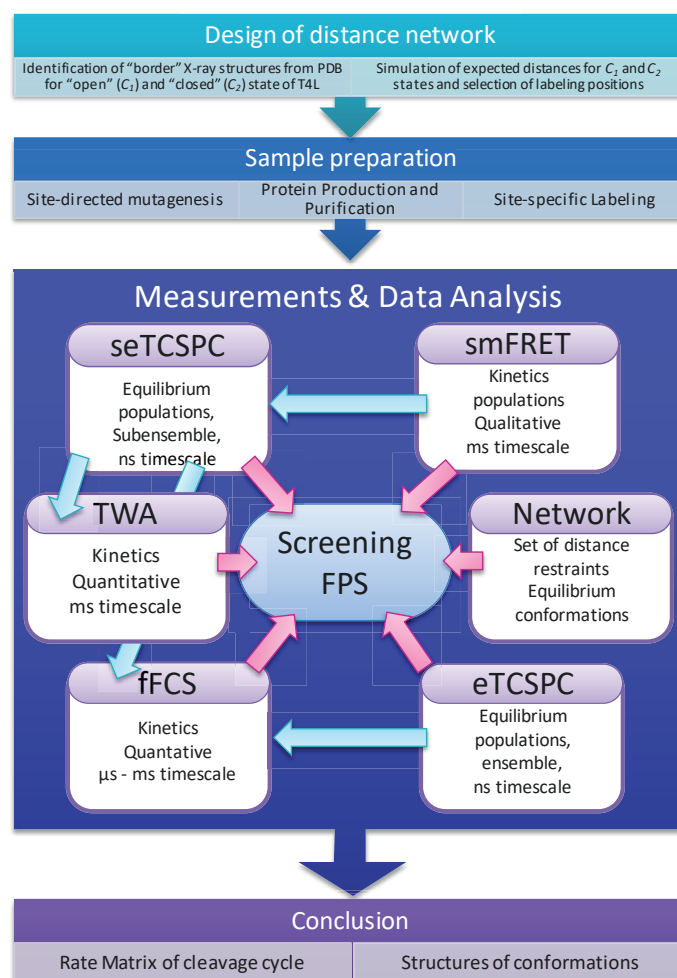 Design of distance network
Identification of “border” X-ray structures from PDB
for “open” (C₁) and “closed” (C₂) state of T4L
Simulation of expected distances for C₁ and C₂
states and selection of labeling positions
Sample preparation
Site-directed mutagenesis
Protein Production and
Purification
Site-specific Labeling
Measurements & Data Analysis
seTCSPC
Equilibrium
populations,
Subensemble,
ns timescale
smFRET
Kinetics
populations
Qualitative
ms timescale
TWA
Kinetics
Quantitative
ms timescale
Screening
FPS
Network
Set of distance
restraints
Equilibrium
conformations
fFCS
Kinetics
Quantative
µs - ms timescale
eTCSPC
Equilibrium
populations,
ensemble,
ns timescale
Conclusion
Rate Matrix of cleavage cycle
Structures of conformations